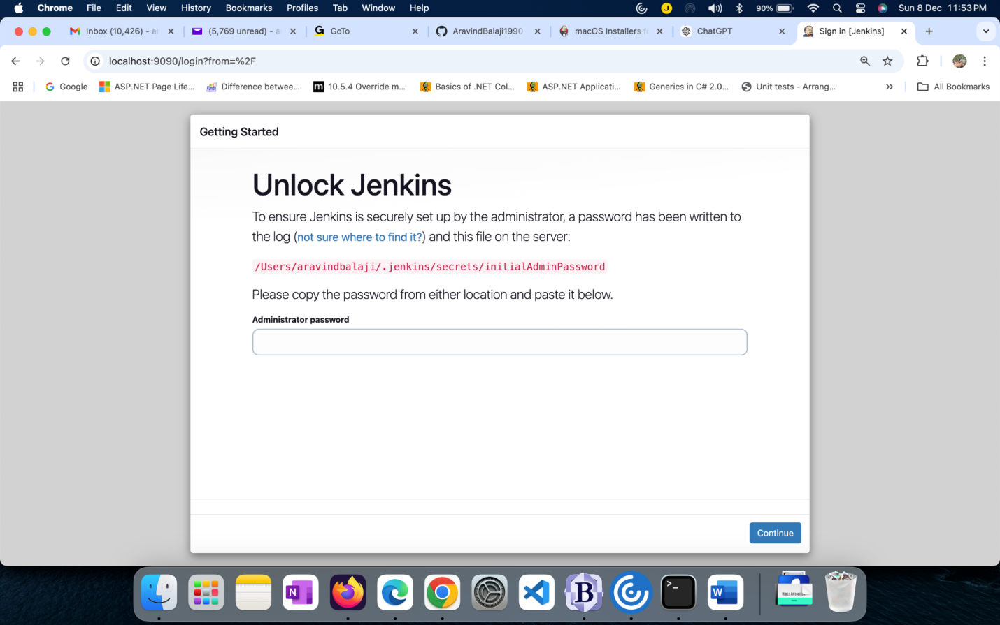 Chrome File Edit View History Bookmarks Profiles Tab Window Help J 90% Sun 8 Dec 11:53 PM
Inbox (10,426) - a (5,769 unread) - a GoTo AravindBalaji1990 macOS Installers f ChatGPT Sign in [Jenkins]
localhost:9090/login?from=%2F
Google ASP.NET Page Life... Difference betwee... m 10.5.4 Override m... Basics of .NET Col... ASP.NET Applicati... Generics in C# 2.0... Unit tests - Arrang... » All Bookmarks
Getting Started
Unlock Jenkins
To ensure Jenkins is securely set up by the administrator, a password has been written to
the log (not sure where to find it?) and this file on the server:
/Users/aravindbalaji/.jenkins/secrets/initialAdminPassword
Please copy the password from either location and paste it below.
Administrator password
Continue
N B >_ W